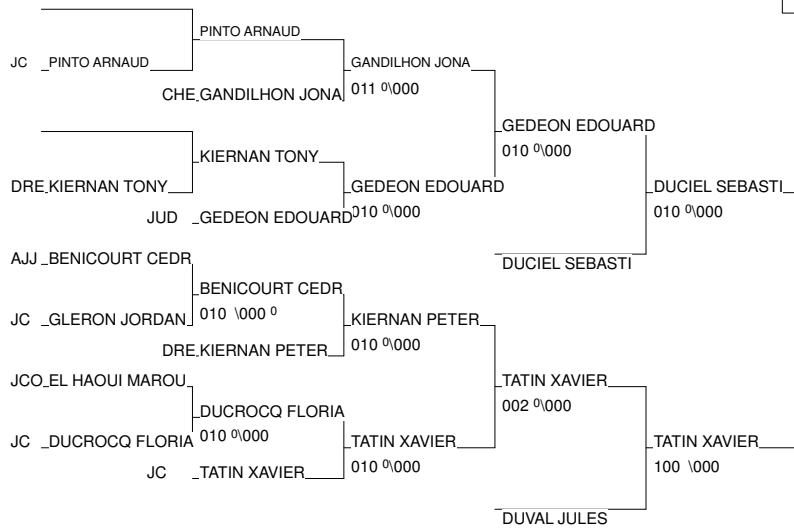 PINTO ARNAUD
JC PINTO ARNAUD
GANDILHON JONA
011 0\000
CHE GANDILHON JONA
GEDEON EDOUARD
010 0\000
KIERNAN TONY
DRE KIERNAN TONY
GEDEON EDOUARD
010 0\000
DUCIEL SEBASTI
010 0\000
JUD GEDEON EDOUARD
AJJ BENICOURT CEDR
DUCIEL SEBASTI
BENICOURT CEDR
010 \000 0
JC GLERON JORDAN
KIERNAN PETER
010 0\000
DRE KIERNAN PETER
JCO EL HAOUI MAROU
TATIN XAVIER
002 0\000
DUCROCQ FLORIA
010 0\000
JC DUCROCQ FLORIA
TATIN XAVIER
010 0\000
TATIN XAVIER
100 \000
JC TATIN XAVIER
DUVAL JULES